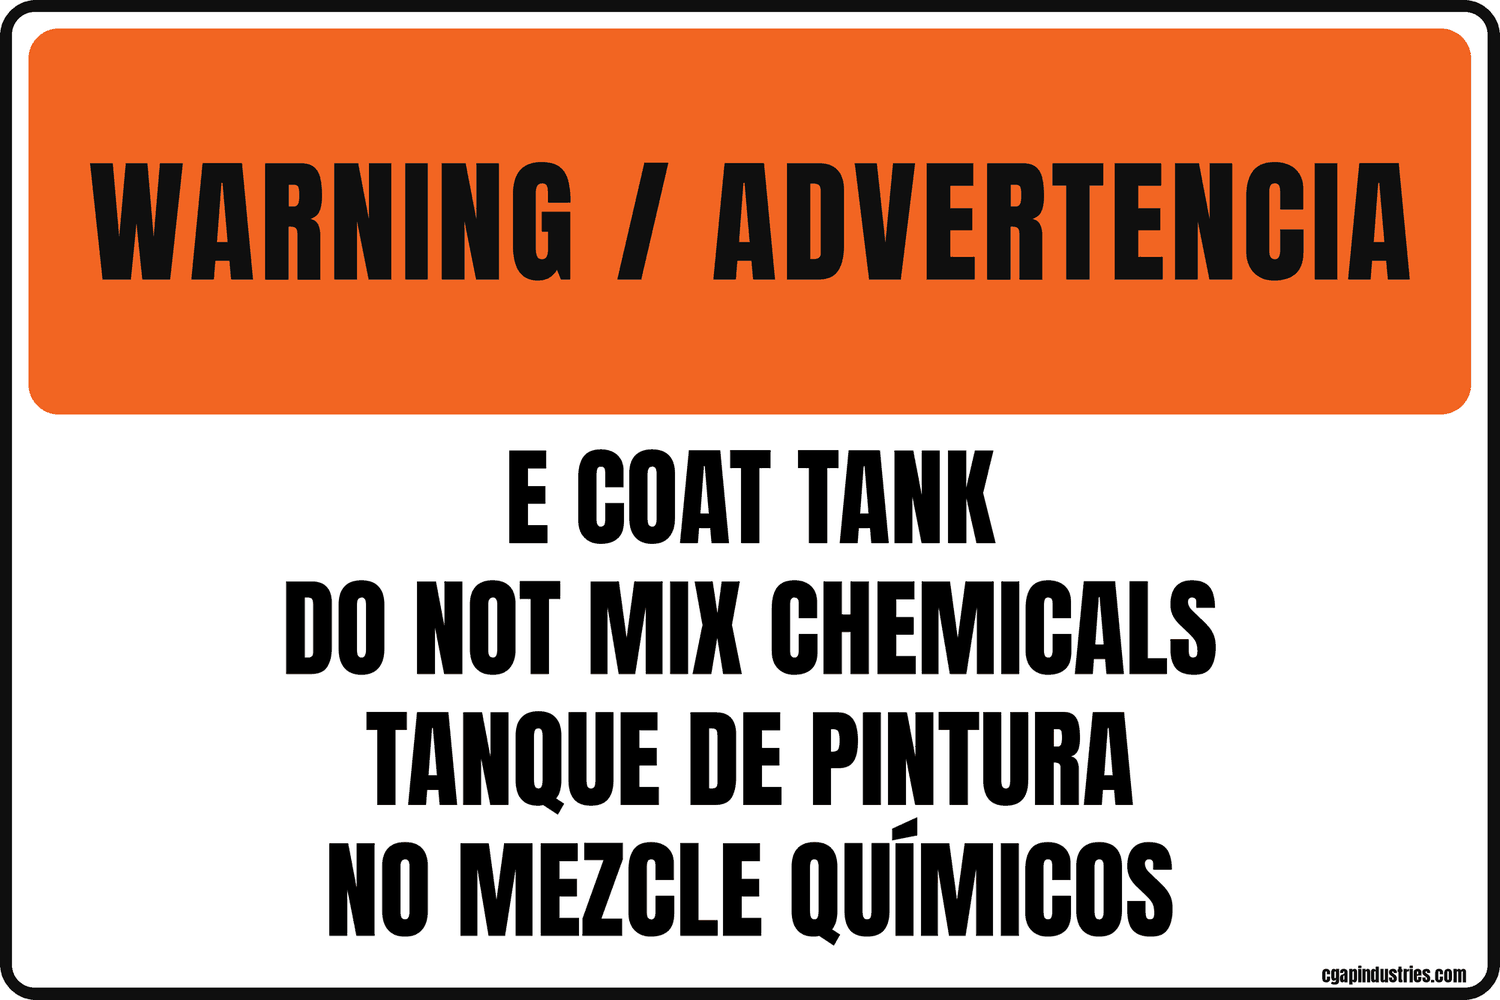 WARNING / ADVERTENCIA
E COAT TANK
DO NOT MIX CHEMICALS
TANQUE DE PINTURA
NO MEZCLE QUÍMICOS
cgapindustries.com